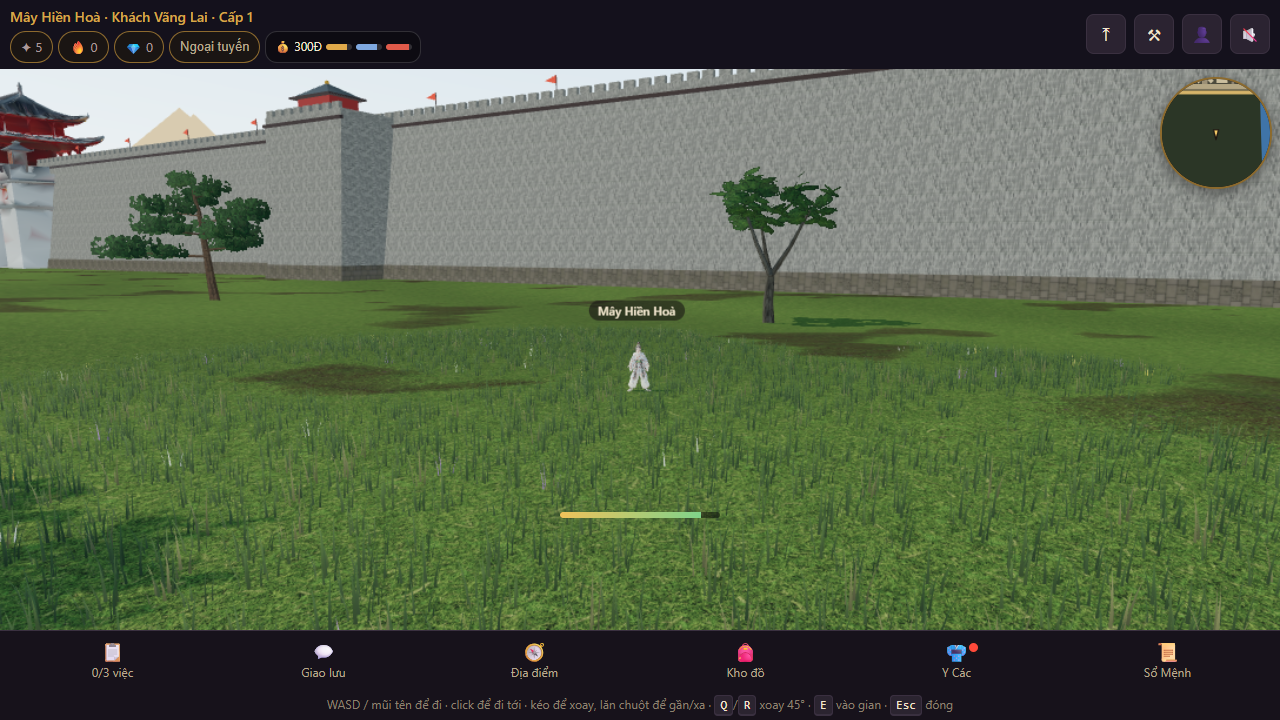 Mây Hiền Hoà · Khách Vãng Lai · Cấp 1
5
0
0
Ngoại tuyến
300Đ
Mây Hiền Hoà
0/3 việc
Giao lưu
Địa điểm
Kho đồ
Y Các
Sổ Mệnh
WASD / mũi tên để đi · click để đi tới · kéo để xoay, lăn chuột để gần/xa · Q / R xoay 45° · E vào gian · Esc đóng